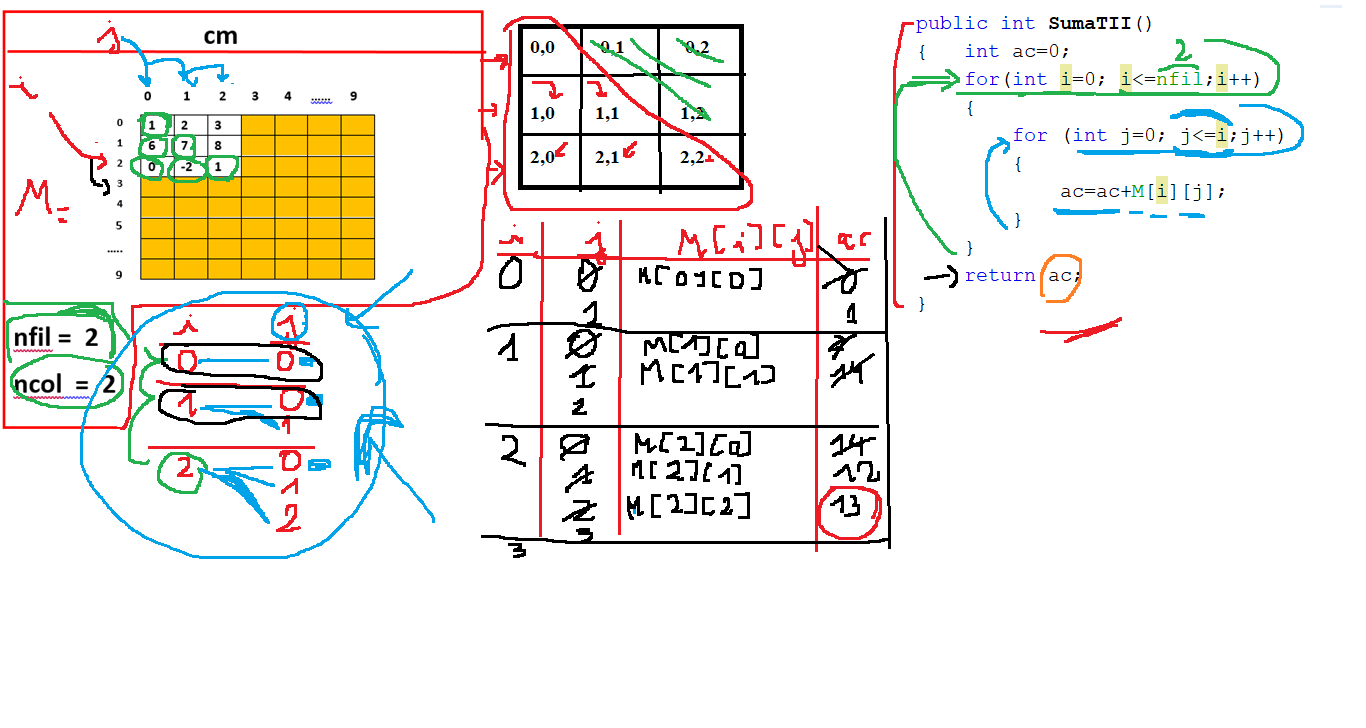 cm
j
0 1 2 3 4 ...... 9
i
0 1 2 3
1 6 7 8
2 0 -2 1
3
4
5
.....
9
M=
nfil = 2
ncol = 2
i j
0 0
1 0
1
2 0
1
2
0,0 0,1 0,2
1,0 1,1 1,2
2,0 2,1 2,2
i j M[i][j] ac
0 0 M[0][0] 0
1 1
1 0 M[1][0] 7
1 M[1][1] 14
2
2 0 M[2][0] 14
1 M[2][1] 12
2 M[2][2] 13
3
3
public int SumaTII()
{ int ac=0;
2
for(int i=0; i<=nfil;i++)
{
for (int j=0; j<=i;j++)
{
ac=ac+M[i][j];
}
}
return ac;
}